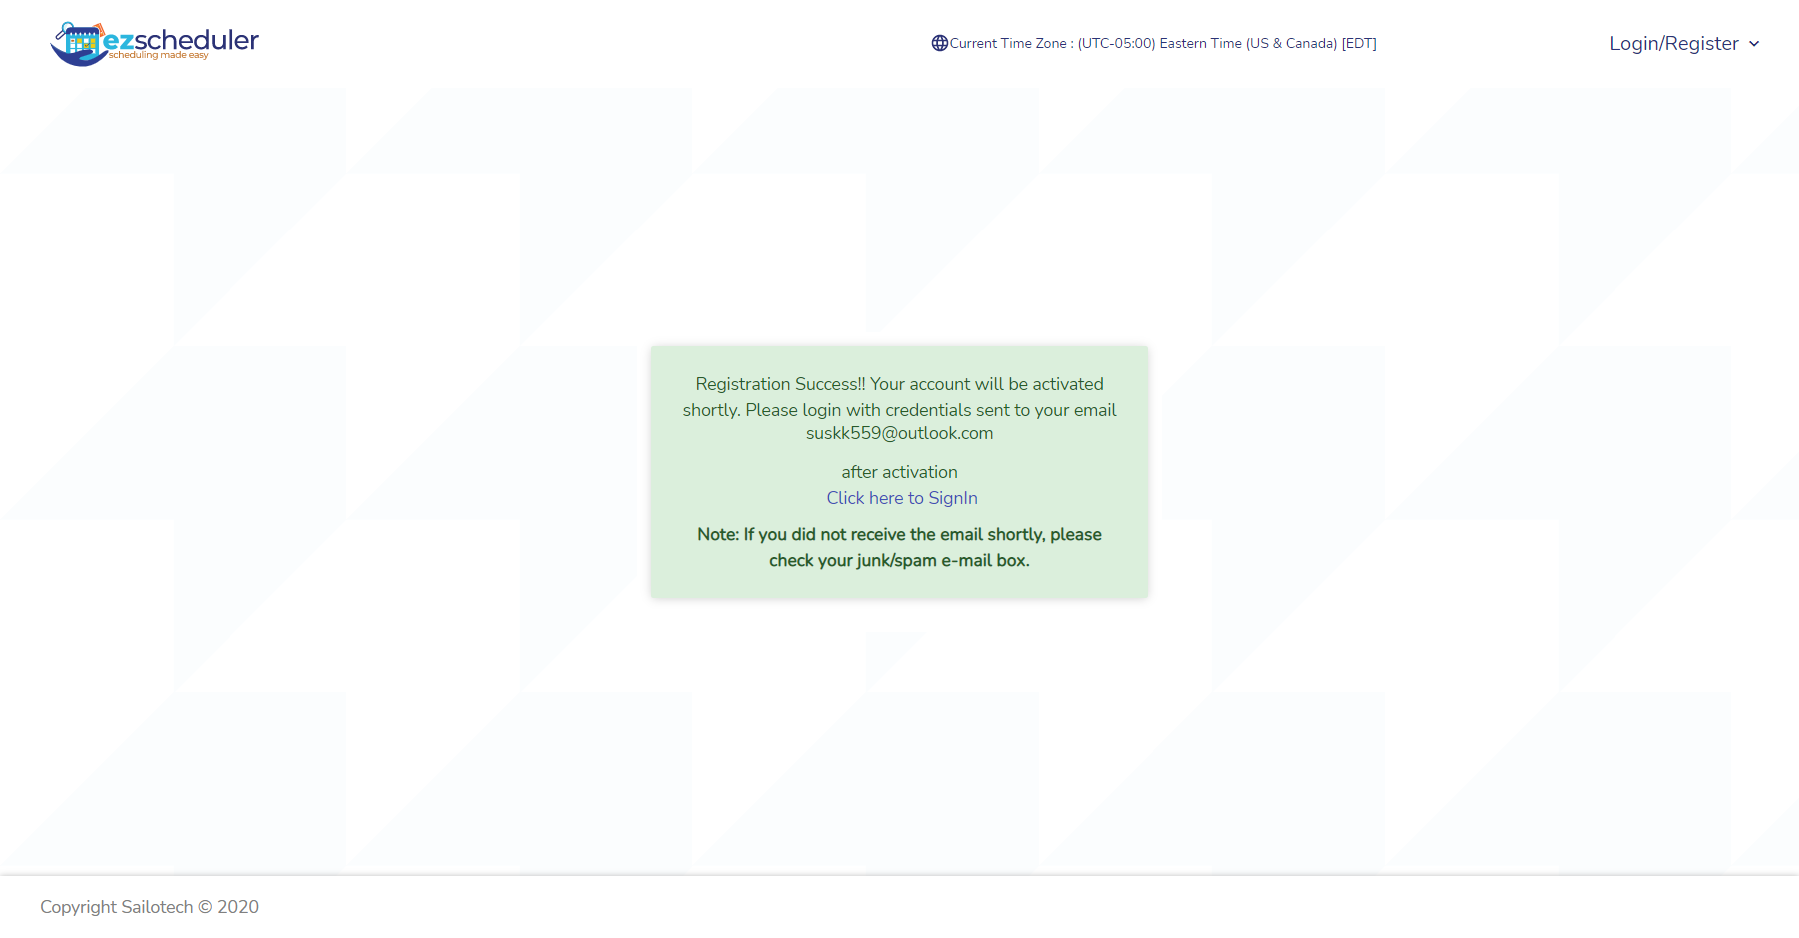 ezscheduler
scheduling made easy
Current Time Zone : (UTC-05:00) Eastern Time (US & Canada) [EDT]
Login/Register
Registration Success!! Your account will be activated
shortly. Please login with credentials sent to your email
suskk559@outlook.com
after activation
Click here to SignIn
Note: If you did not receive the email shortly, please
check your junk/spam e-mail box.
Copyright Sailotech © 2020